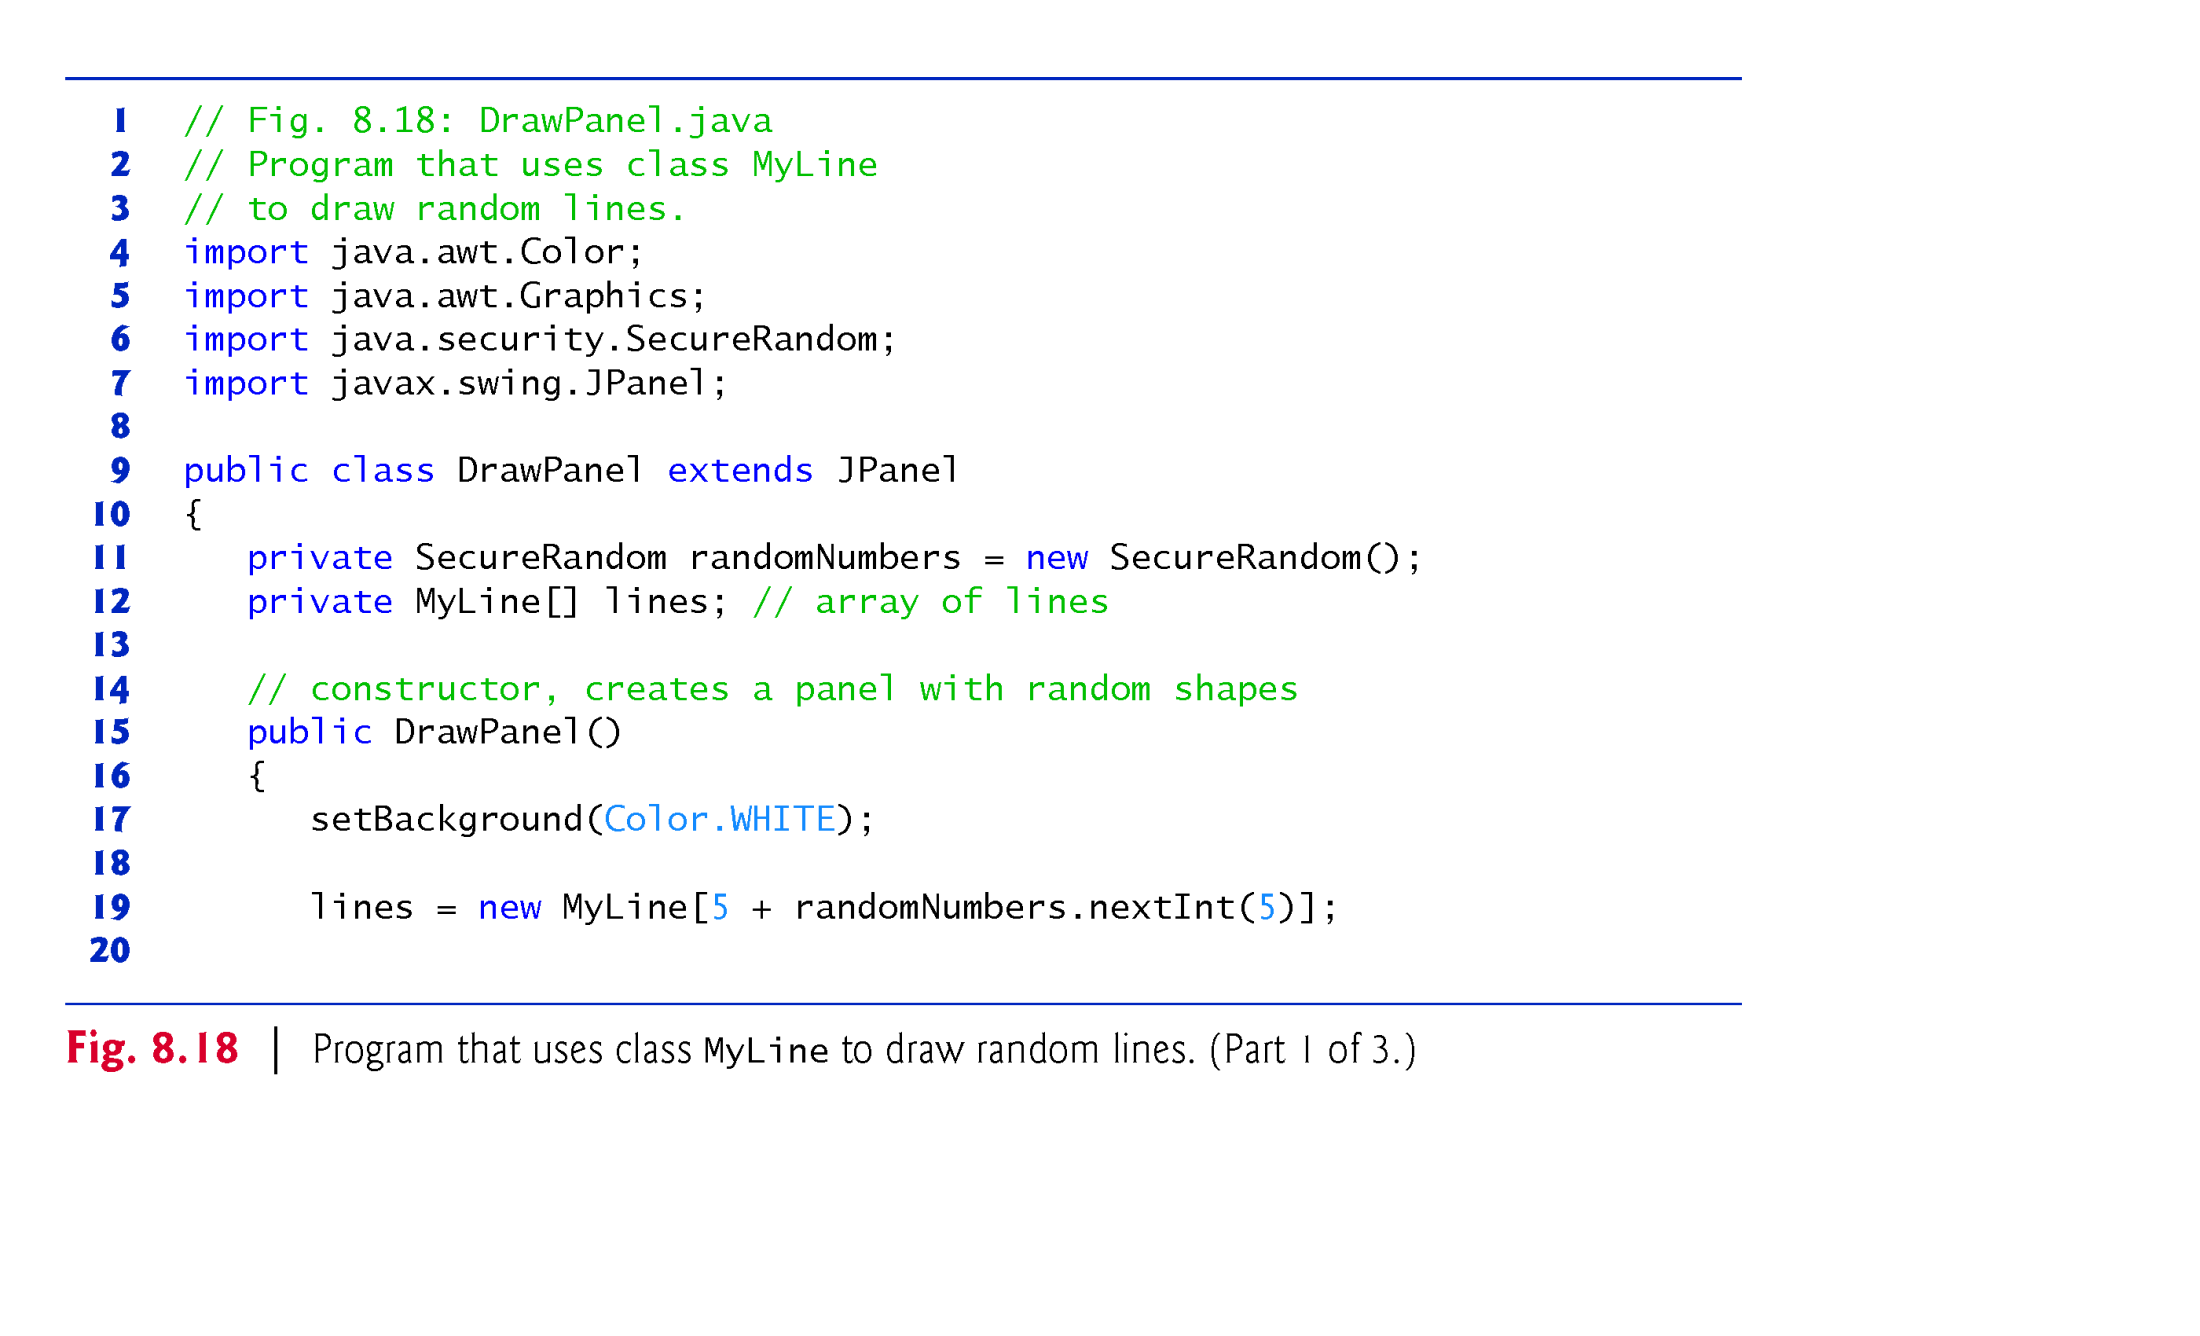 1 // Fig. 8.18: DrawPanel.java
2 // Program that uses class MyLine
3 // to draw random lines.
4 import java.awt.Color;
5 import java.awt.Graphics;
6 import java.security.SecureRandom;
7 import javax.swing.JPanel;
8
9 public class DrawPanel extends JPanel
10 {
11    private SecureRandom randomNumbers = new SecureRandom();
12    private MyLine[] lines; // array of lines
13
14    // constructor, creates a panel with random shapes
15    public DrawPanel()
16    {
17       setBackground(Color.WHITE);
18
19       lines = new MyLine[5 + randomNumbers.nextInt(5)];
20
Fig. 8.18 | Program that uses class MyLine to draw random lines. (Part 1 of 3.)